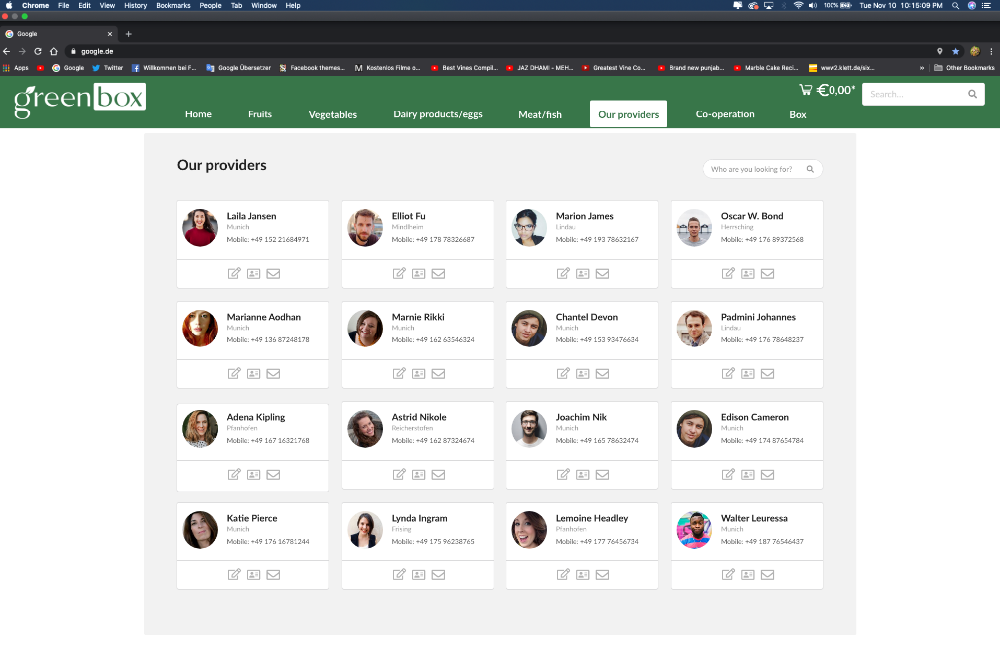 Chrome File Edit View History Bookmarks People Tab Window Help 100% Tue Nov 10 10:15:09 PM
Google
google.de
Apps Google Twitter Willkommen bei F... Google Übersetzer Facebook themes... Kostenlos Filme o... Best Vines Compil... JAZ DHAMI - MEH... Greatest Vine Co... Brand new punjab... Marble Cake Reci... www2.klett.de/six... » Other Bookmarks
greenbox
€0,00*
Search...
Home Fruits Vegetables Dairy products/eggs Meat/fish Our providers Co-operation Box
Our providers
Who are you looking for?
Laila Jansen
Munich
Mobile: +49 152 21684971
Elliot Fu
Mindlheim
Mobile: +49 178 78326687
Marion James
Lindau
Mobile: +49 193 78632167
Oscar W. Bond
Herrsching
Mobile: +49 176 89372568
Marianne Aodhan
Munich
Mobile: +49 136 87248178
Marnie Rikki
Munich
Mobile: +49 162 63546324
Chantel Devon
Munich
Mobile: +49 153 93476634
Padmini Johannes
Lindau
Mobile: +49 176 78648237
Adena Kipling
Pfanhofen
Mobile: +49 167 16321768
Astrid Nikole
Reicherstofen
Mobile: +49 162 87324674
Joachim Nik
Munich
Mobile: +49 165 78632474
Edison Cameron
Munich
Mobile: +49 174 87654784
Katie Pierce
Munich
Mobile: +49 176 16781244
Lynda Ingram
Frising
Mobile: +49 175 96238765
Lemoine Headley
Pfanhofen
Mobile: +49 177 76456734
Walter Leuressa
Munich
Mobile: +49 187 76546437